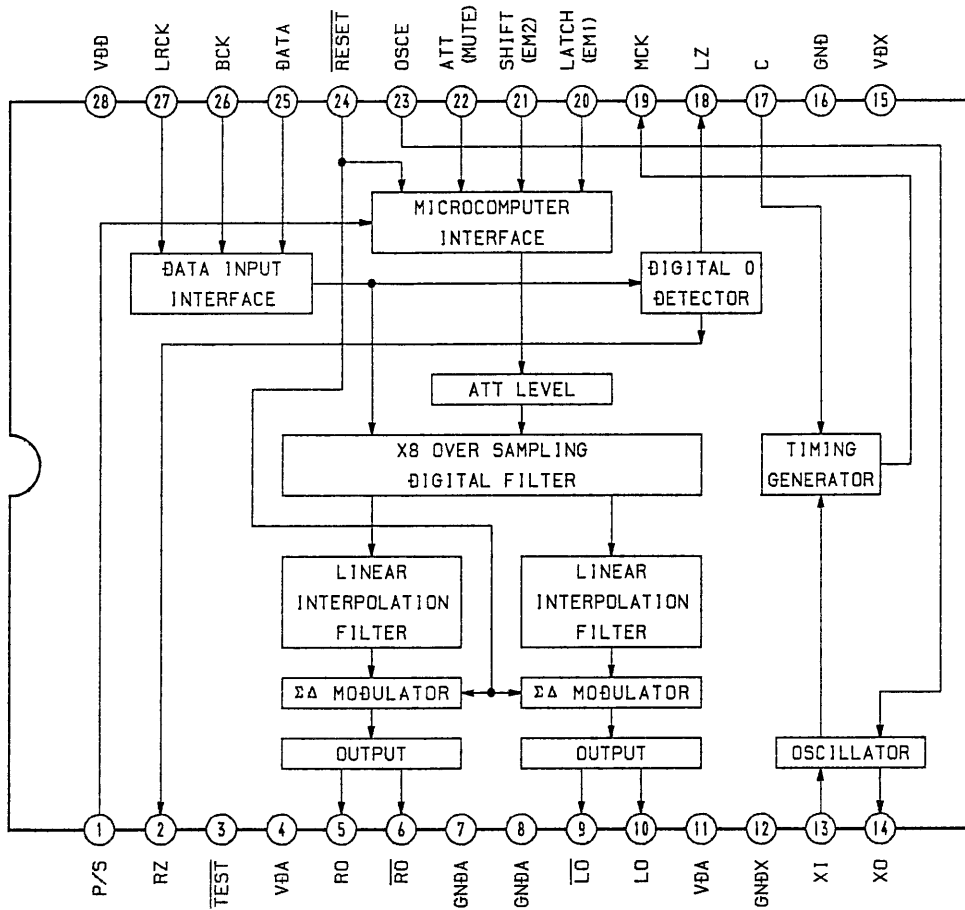 VDD
LRCK
BCK
DATA
RESET
OSCE
ATT
(MUTE)
SHIFT
(EM2)
LATCH
(EM1)
MCK
LZ
C
GND
VDX
28
27
26
25
24
23
22
21
20
19
18
17
16
15
MICROCOMPUTER
INTERFACE
DATA INPUT
INTERFACE
DIGITAL 0
DETECTOR
ATT LEVEL
X8 OVER SAMPLING
DIGITAL FILTER
TIMING
GENERATOR
LINEAR
INTERPOLATION
FILTER
LINEAR
INTERPOLATION
FILTER
ΣΔ MODULATOR
ΣΔ MODULATOR
OUTPUT
OUTPUT
OSCILLATOR
1
2
3
4
5
6
7
8
9
10
11
12
13
14
P/S
RZ
TEST
VDA
RO
RO
GNDA
GNDA
LO
LO
VDA
GNDX
XI
XO